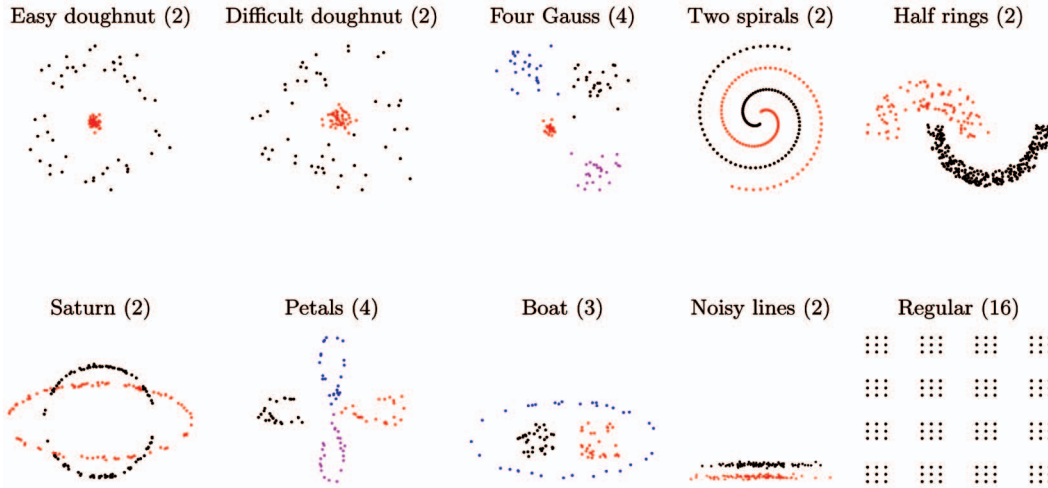 Easy doughnut (2) Difficult doughnut (2) Four Gauss (4) Two spirals (2) Half rings (2)
Saturn (2) Petals (4) Boat (3) Noisy lines (2) Regular (16)